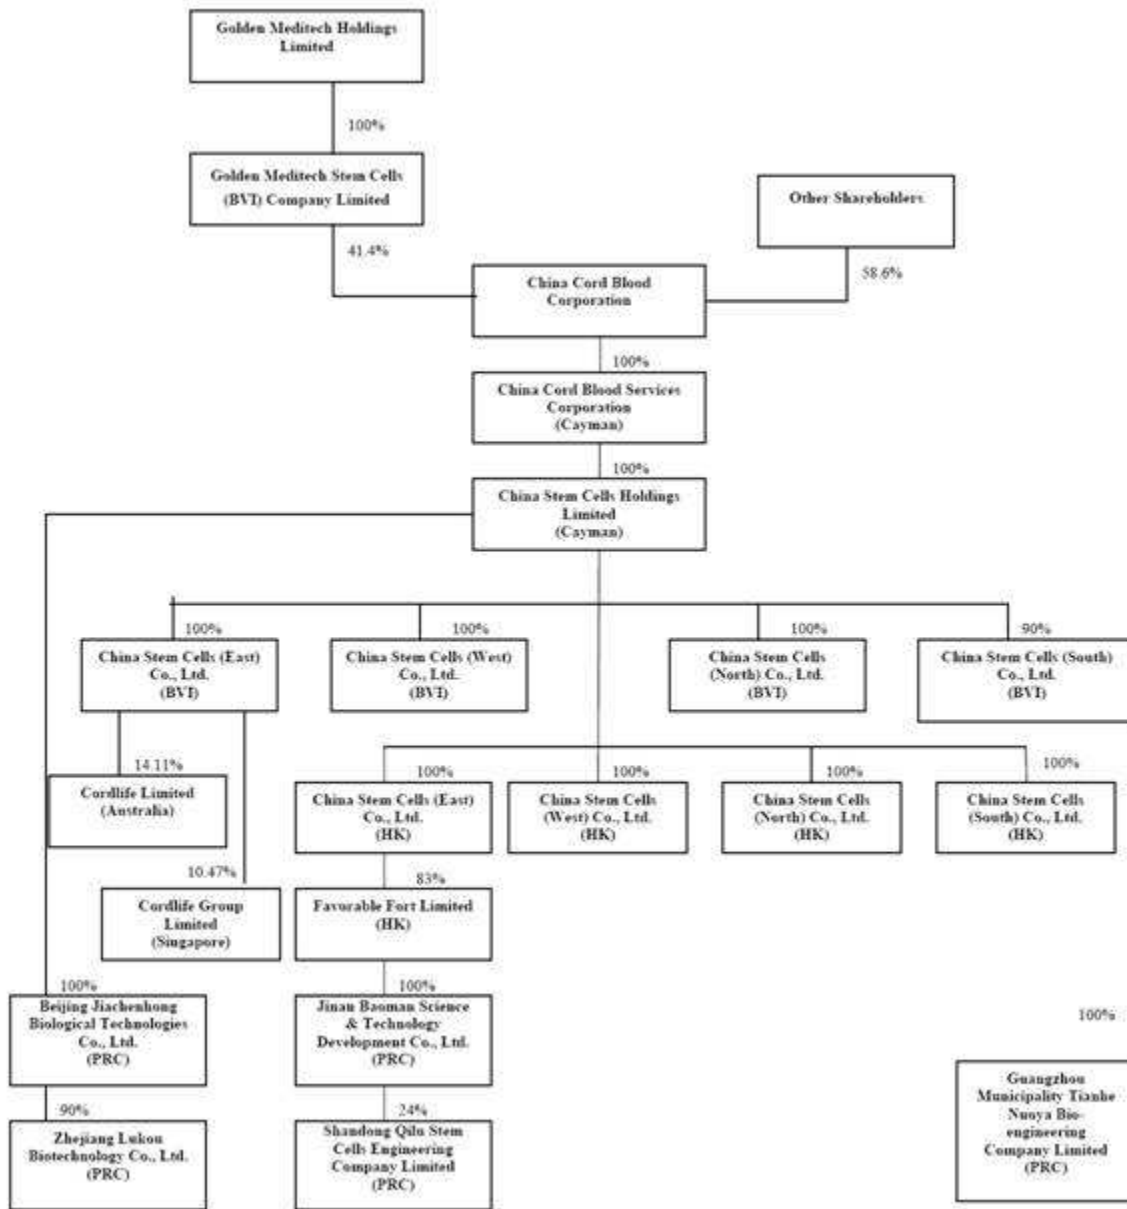 Golden Meditech Holdings
Limited
100%
Golden Meditech Stem Cells
(BVI) Company Limited
Other Shareholders
41.4%
58.6%
China Cord Blood
Corporation
100%
China Cord Blood Services
Corporation
(Cayman)
100%
China Stem Cells Holdings
Limited
(Cayman)
100%
China Stem Cells (East)
Co., Ltd.
(BVI)
100%
China Stem Cells (West)
Co., Ltd.
(BVI)
100%
China Stem Cells
(North) Co., Ltd.
(BVI)
90%
China Stem Cells (South)
Co., Ltd.
(BVI)
14.11%
Cordlife Limited
(Australia)
100%
China Stem Cells (East)
Co., Ltd.
(HK)
100%
China Stem Cells
(West) Co., Ltd.
(HK)
100%
China Stem Cells
(North) Co., Ltd.
(HK)
100%
China Stem Cells
(South) Co., Ltd.
(HK)
10.47%
Cordlife Group
Limited
(Singapore)
83%
Favorable Fort Limited
(HK)
100%
Beijing Jiachenhong
Biological Technologies
Co., Ltd.
(PRC)
100%
Jinan Baoman Science
& Technology
Development Co., Ltd.
(PRC)
100%
Guangzhou
Municipality Tianhe
Nuoya Bio-
engineering
Company Limited
(PRC)
90%
Zhejiang Lukou
Biotechnology Co., Ltd.
(PRC)
24%
Shandong Qilu Stem
Cells Engineering
Company Limited
(PRC)